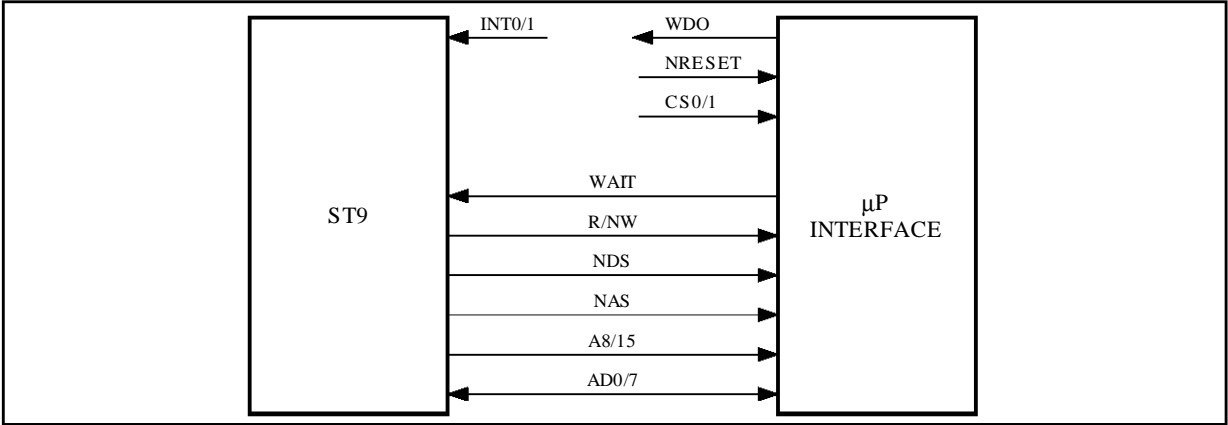 INT0/1
WDO
NRESET
CS0/1
WAIT
ST9
R/NW
µP
INTERFACE
NDS
NAS
A8/15
AD0/7